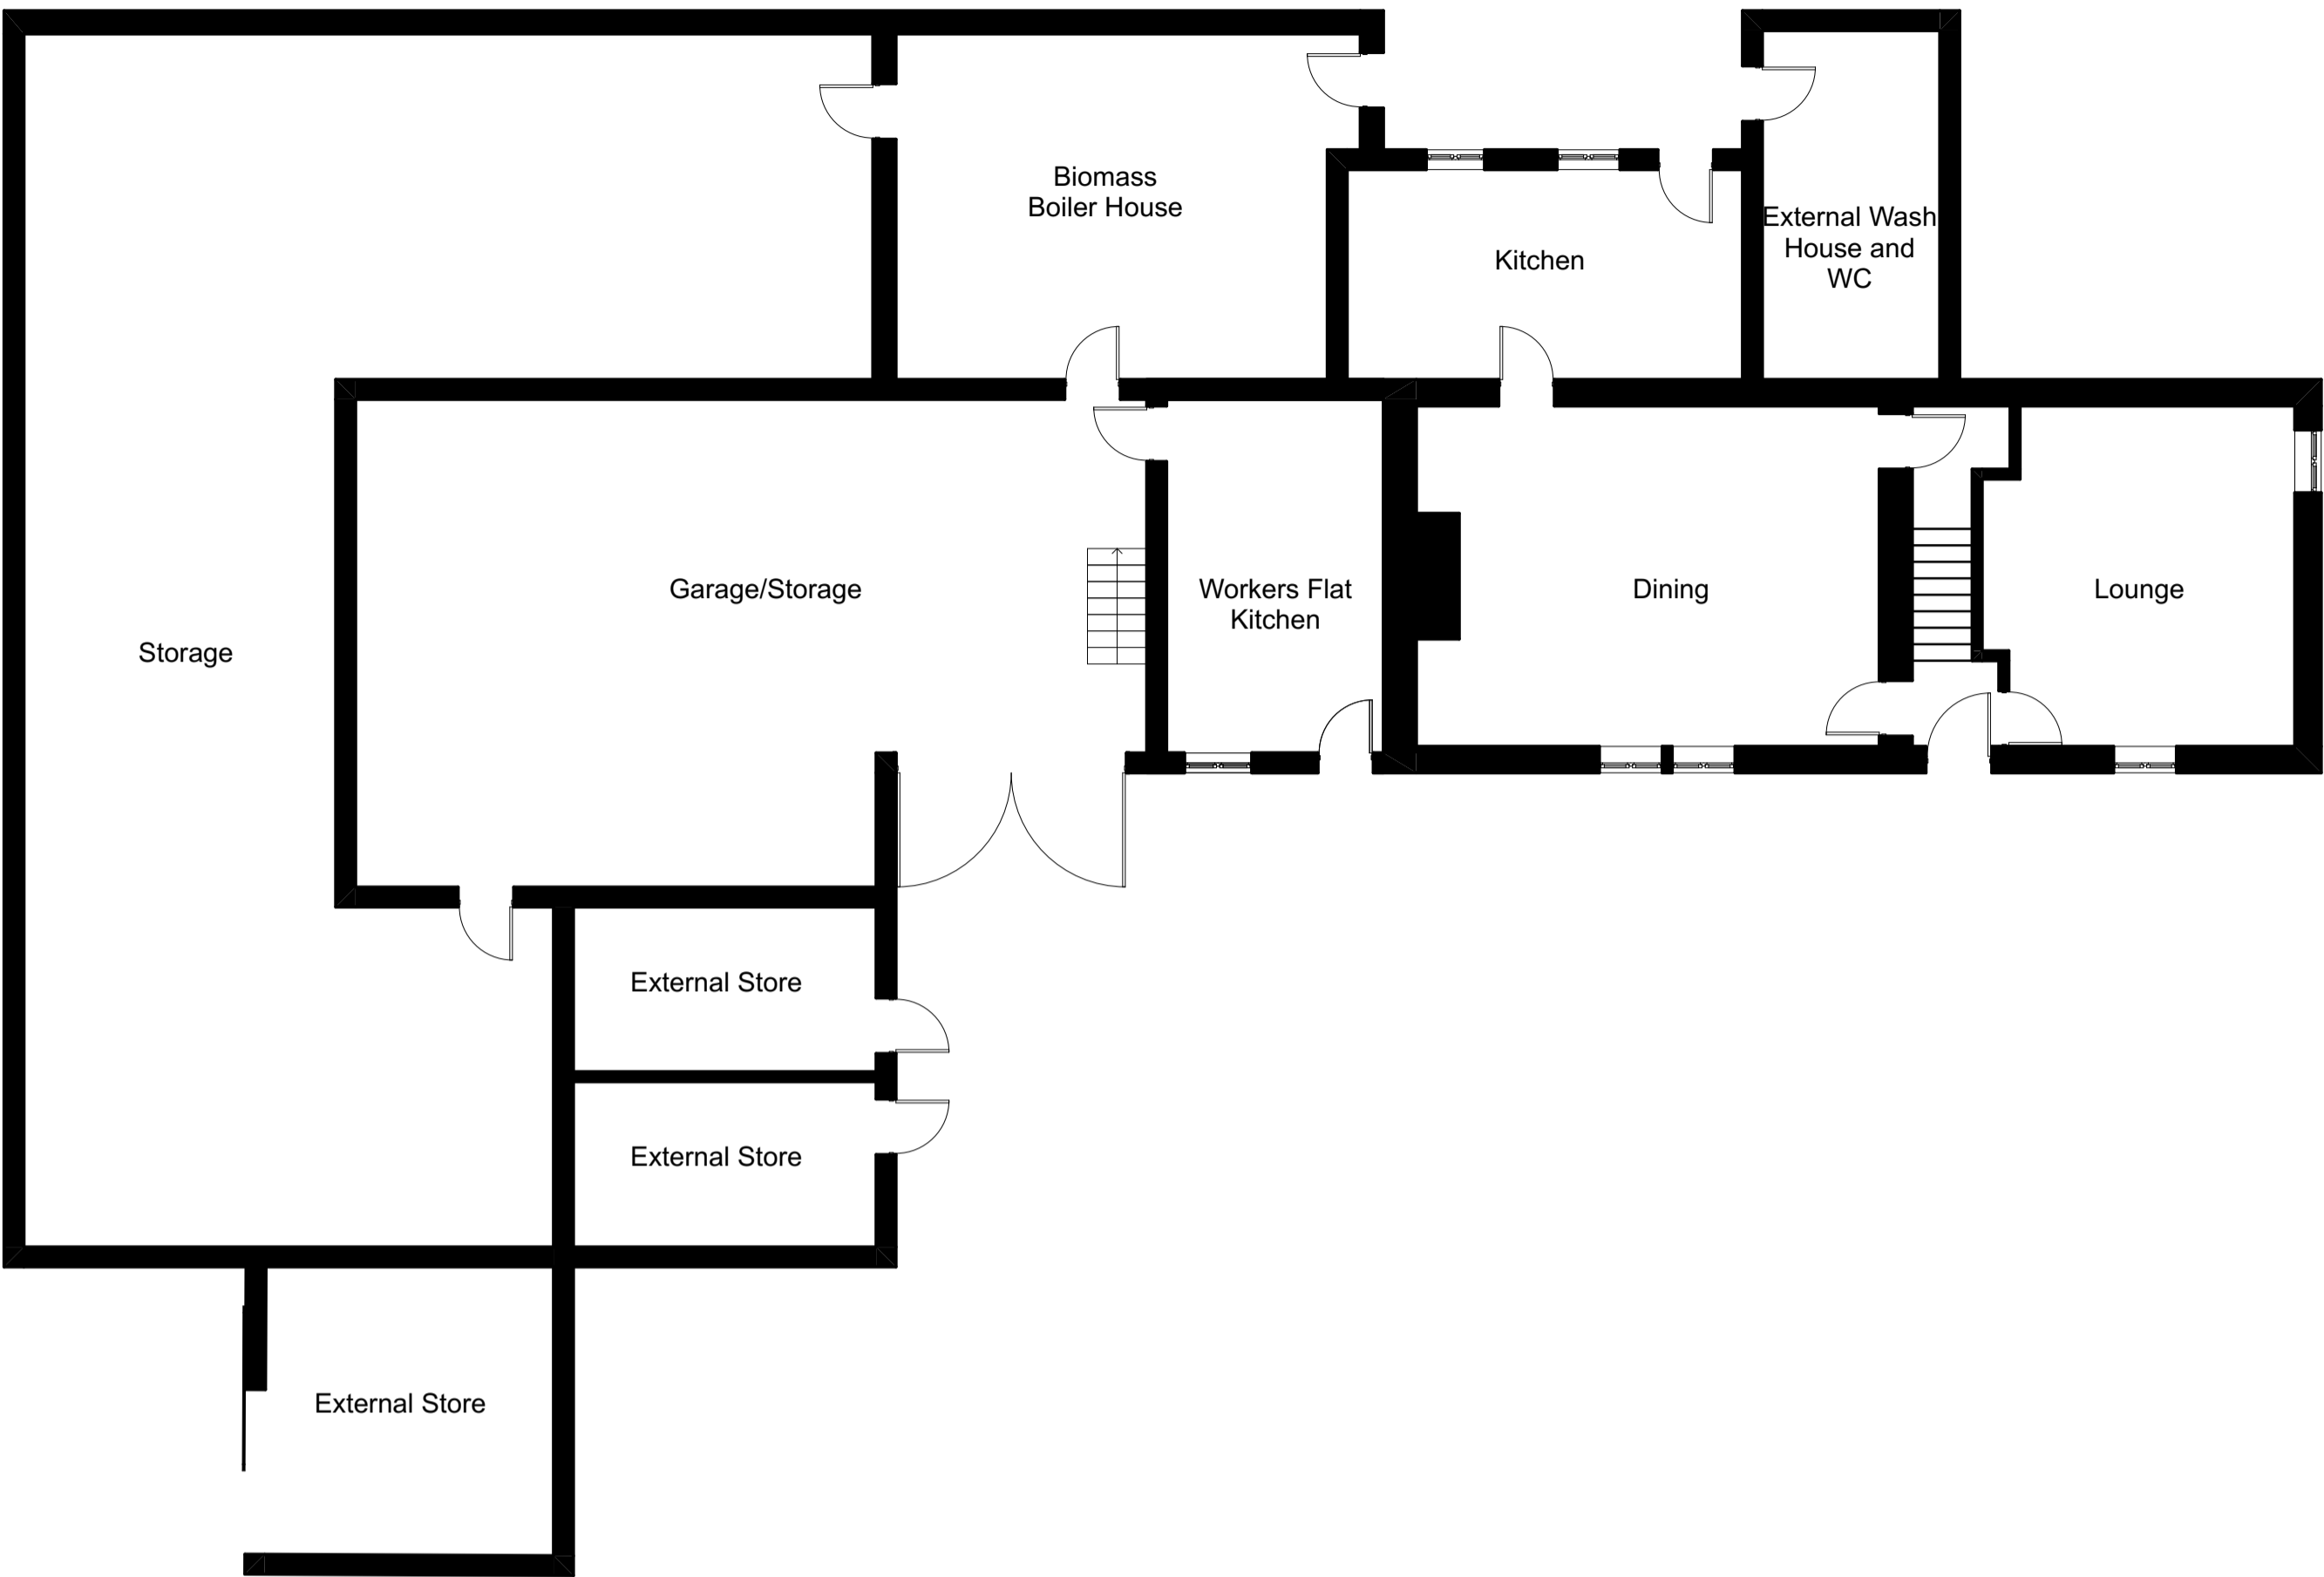 Biomass
Boiler House
External Wash
House and
WC
Kitchen
Garage/Storage
Workers Flat
Kitchen
Dining
Lounge
Storage
External Store
External Store
External Store